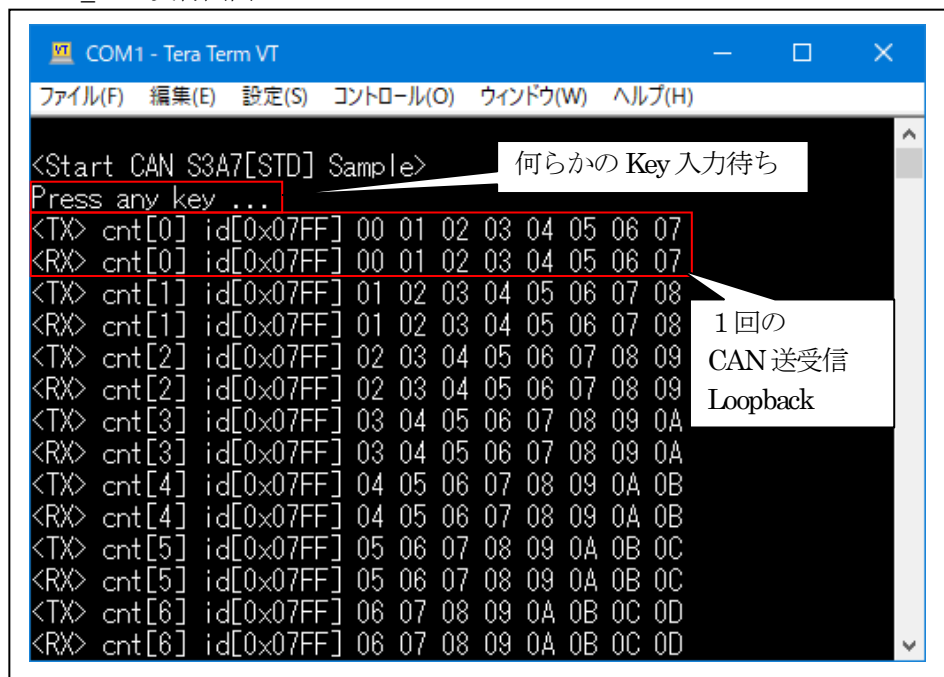 COM1 - Tera Term VT
ファイル(F) 編集(E) 設定(S) コントロール(O) ウィンドウ(W) ヘルプ(H)
<Start CAN S3A7[STD] Sample>
何らかの Key 入力待ち
Press any key ...
<TX> cnt[0] id[0x07FF] 00 01 02 03 04 05 06 07
<RX> cnt[0] id[0x07FF] 00 01 02 03 04 05 06 07
<TX> cnt[1] id[0x07FF] 01 02 03 04 05 06 07 08
<RX> cnt[1] id[0x07FF] 01 02 03 04 05 06 07 08
<TX> cnt[2] id[0x07FF] 02 03 04 05 06 07 08 09
<RX> cnt[2] id[0x07FF] 02 03 04 05 06 07 08 09
<TX> cnt[3] id[0x07FF] 03 04 05 06 07 08 09 0A
<RX> cnt[3] id[0x07FF] 03 04 05 06 07 08 09 0A
<TX> cnt[4] id[0x07FF] 04 05 06 07 08 09 0A 0B
<RX> cnt[4] id[0x07FF] 04 05 06 07 08 09 0A 0B
<TX> cnt[5] id[0x07FF] 05 06 07 08 09 0A 0B 0C
<RX> cnt[5] id[0x07FF] 05 06 07 08 09 0A 0B 0C
<TX> cnt[6] id[0x07FF] 06 07 08 09 0A 0B 0C 0D
<RX> cnt[6] id[0x07FF] 06 07 08 09 0A 0B 0C 0D
１回の
CAN 送受信
Loopback